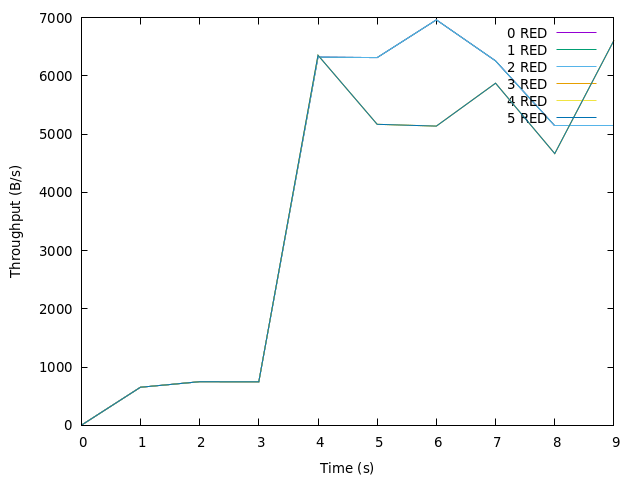 7000
6000
5000
4000
3000
2000
1000
0
Throughput (B/s)
0 RED
1 RED
2 RED
3 RED
4 RED
5 RED
0 1 2 3 4 5 6 7 8 9
Time (s)